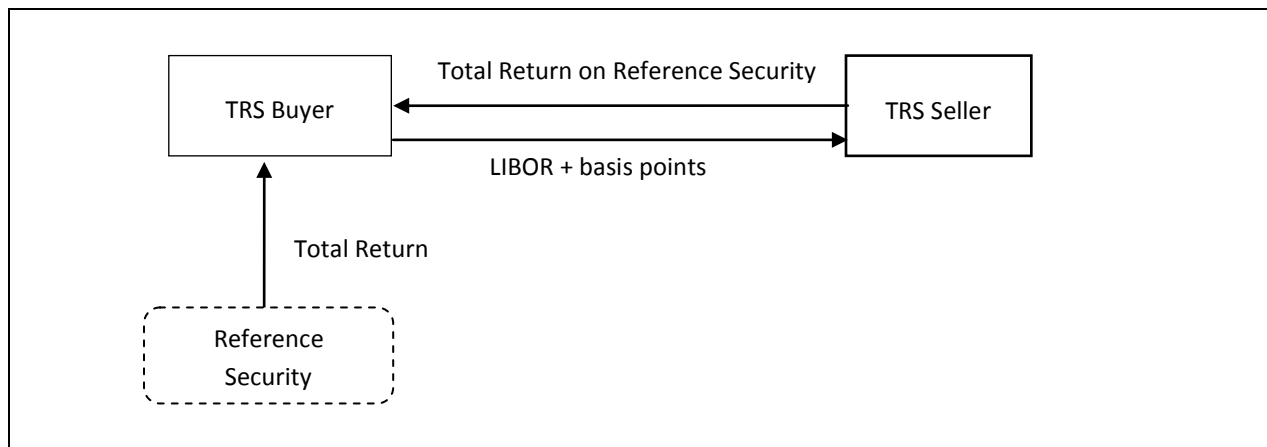 Total Return on Reference Security
TRS Buyer
TRS Seller
LIBOR + basis points
Total Return
Reference
Security